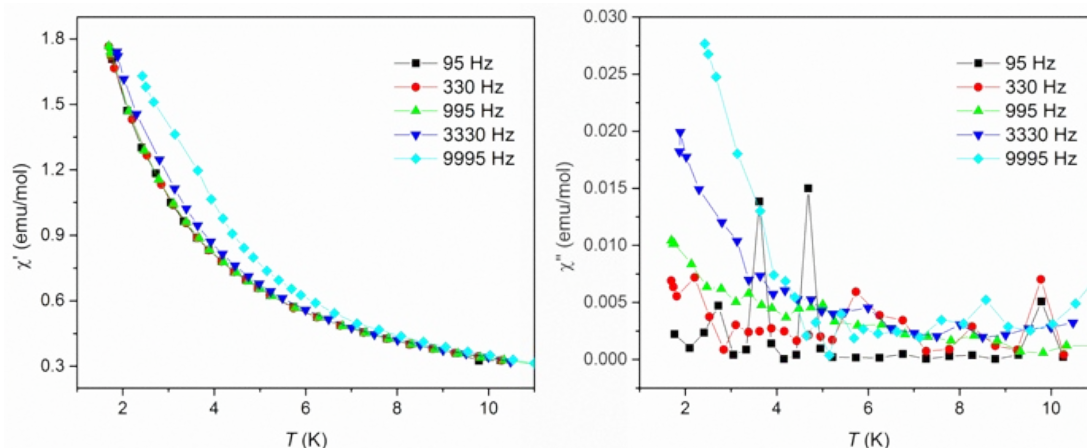 1.8
1.5
1.2
0.9
0.6
0.3
χ' (emu/mol)
2 4 6 8 10
T (K)
95 Hz
330 Hz
995 Hz
3330 Hz
9995 Hz
0.030
0.025
0.020
0.015
0.010
0.005
0.000
χ" (emu/mol)
2 4 6 8 10
T (K)
95 Hz
330 Hz
995 Hz
3330 Hz
9995 Hz